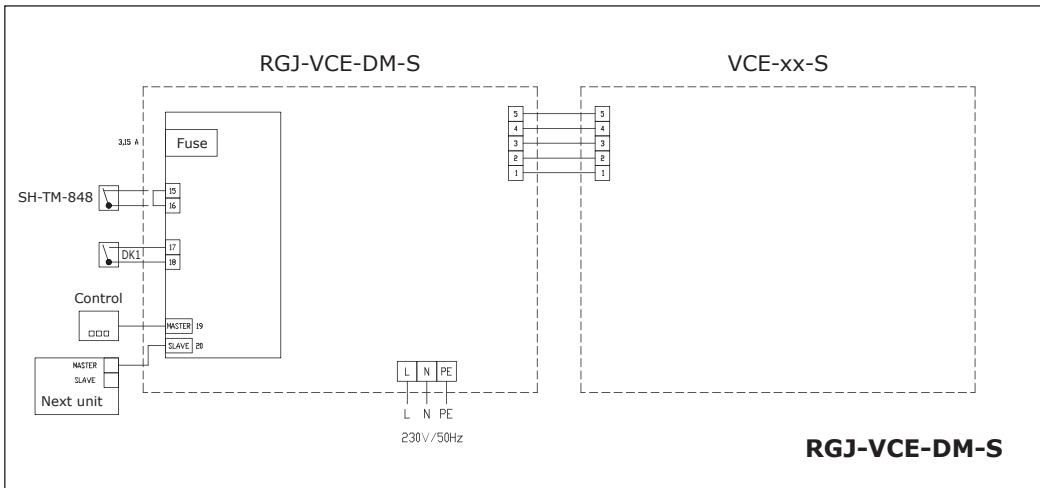 RGJ-VCE-DM-S
VCE-xx-S
3,15 A
Fuse
5
4
3
2
1
5
4
3
2
1
SH-TM-848
15
16
DK1
17
18
Control
MASTER 19
SLAVE 20
MASTER
SLAVE
Next unit
L N PE
L N PE
230V/50Hz
RGJ-VCE-DM-S